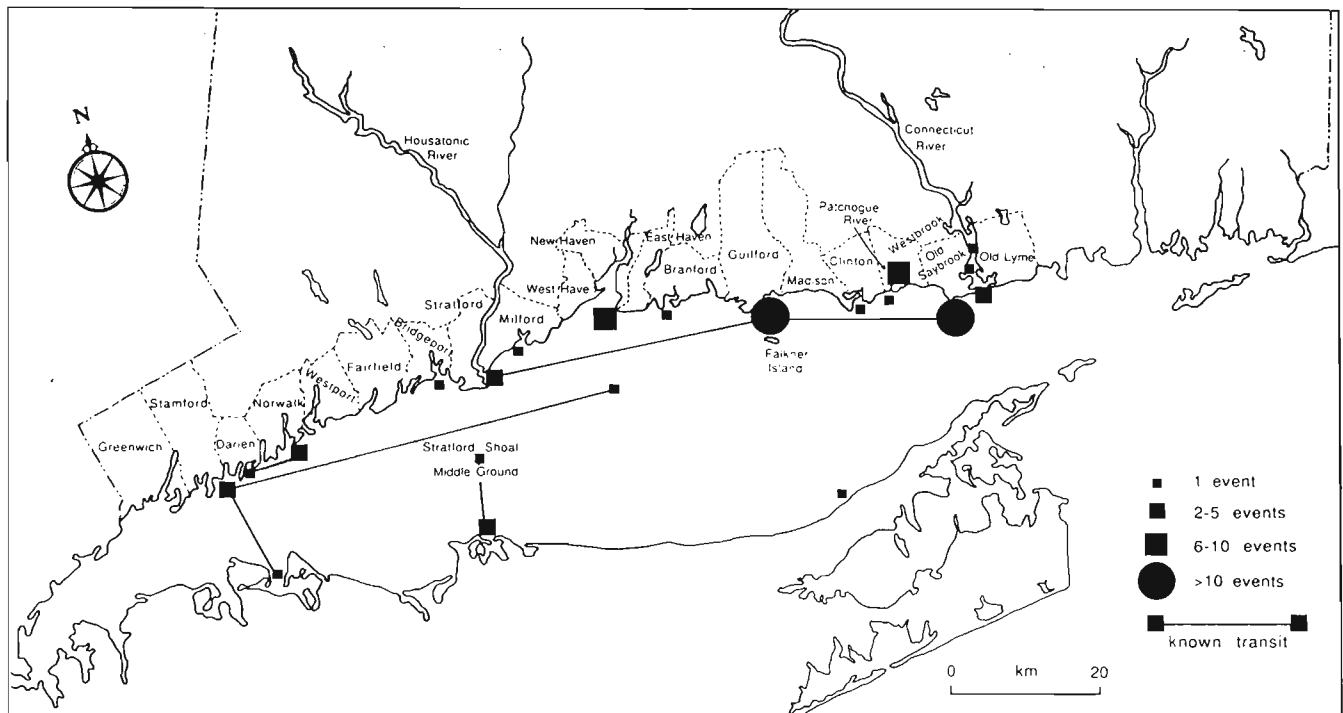 N
Housatonic
River
Connecticut
River
Patchogue
River
Westbrook
New Haven
East Haven
Guilford
Clinton
Old
Saybrook
Old Lyme
Branford
Madison
West Have
Stratford
Milford
Bridgeport
Fairfield
Falkner
Island
Westport
Stamford
Norwalk
Greenwich
Darien
Stratford Shoal
Middle Ground
1 event
2-5 events
6-10 events
>10 events
known transit
0 km 20